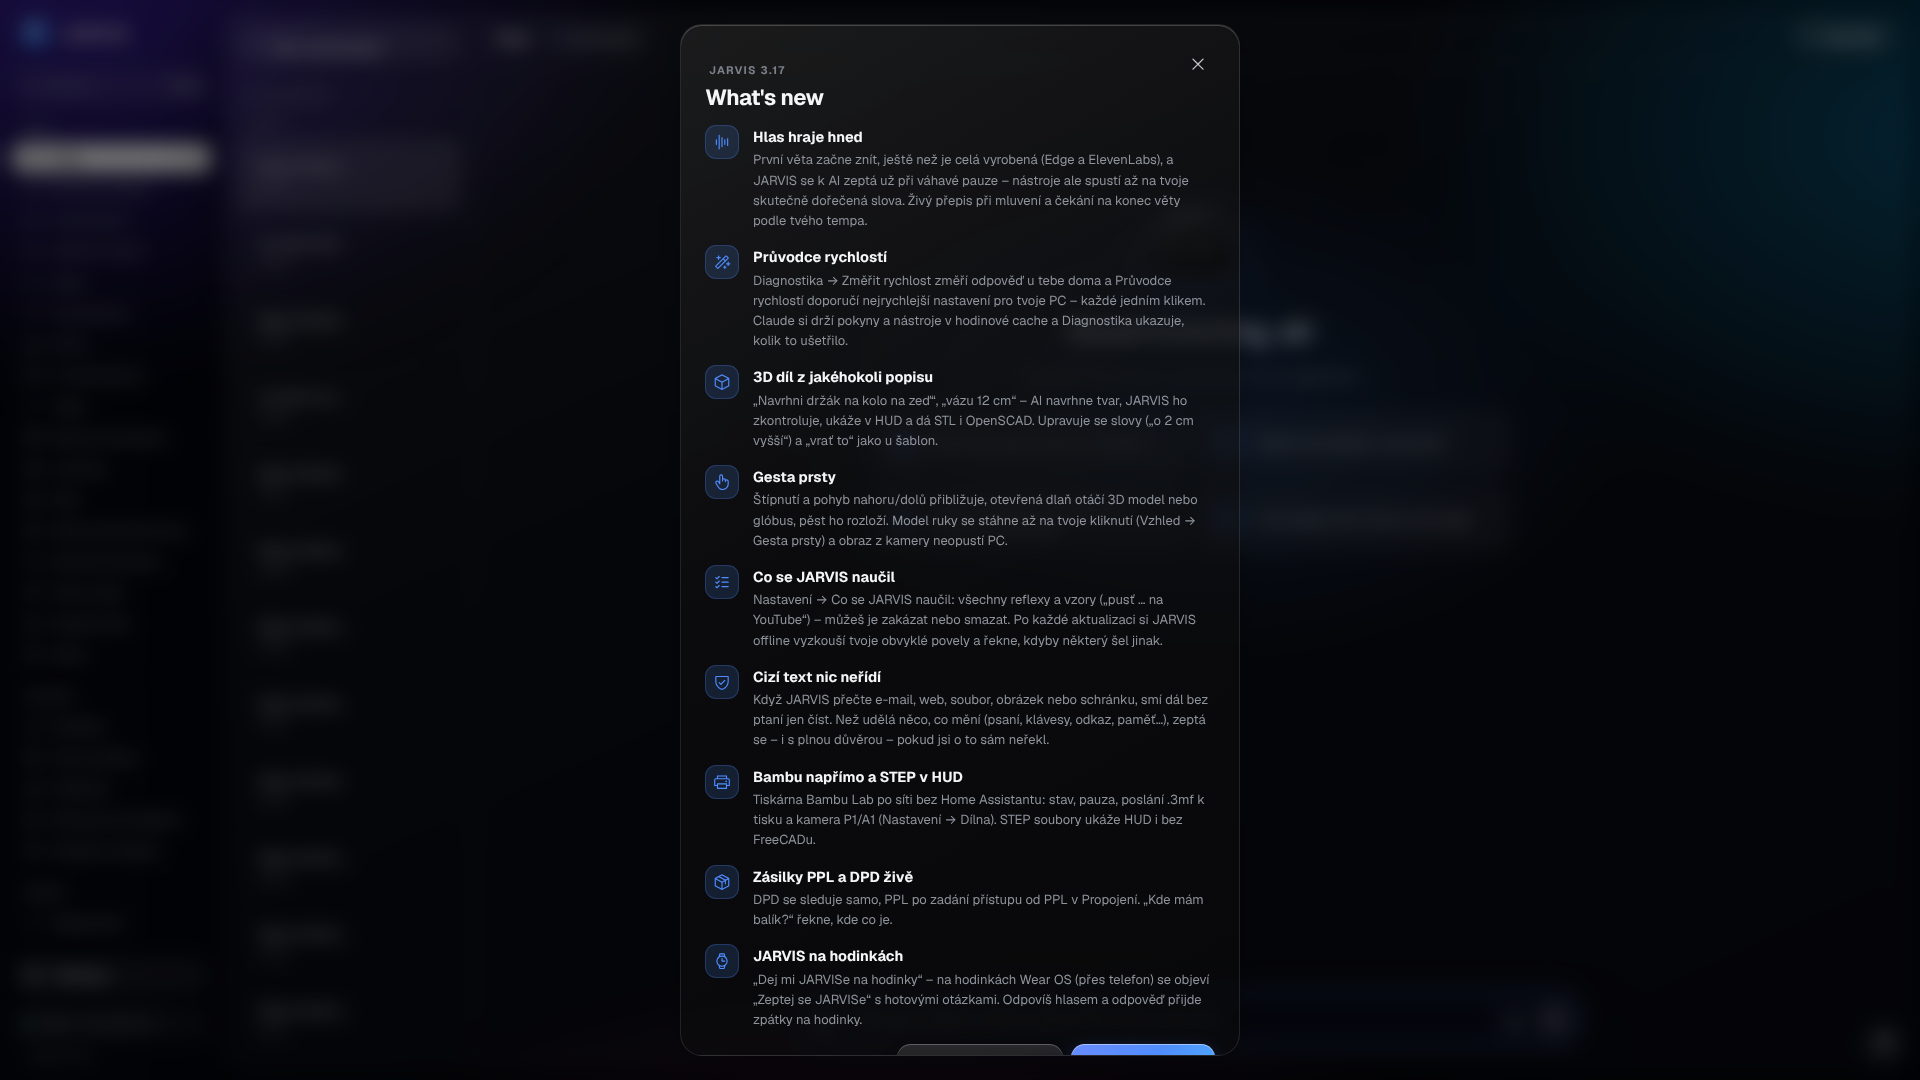 JARVIS 3.17
What's new
Hlas hraje hned
První věta začne znít, ještě než je celá vyrobená (Edge a ElevenLabs), a
JARVIS se k AI zeptá už při váhavé pauze – nástroje ale spustí až na tvoje
skutečně dořečená slova. Živý přepis při mluvení a čekání na konec věty
podle tvého tempa.
Průvodce rychlostí
Diagnostika → Změřit rychlost změří odpověď u tebe doma a Průvodce
rychlostí doporučí nejrychlejší nastavení pro tvoje PC – každé jedním klikem.
Claude si drží pokyny a nástroje v hodinové cache a Diagnostika ukazuje,
kolik to ušetřilo.
3D díl z jakéhokoli popisu
„Navrhni držák na kolo na zeď“, „vázu 12 cm“ – AI navrhne tvar, JARVIS ho
zkontroluje, ukáže v HUD a dá STL i OpenSCAD. Upravuje se slovy („o 2 cm
vyšší“) a „vrať to“ jako u šablon.
Gesta prsty
Štípnutí a pohyb nahoru/dolů přibližuje, otevřená dlaň otáčí 3D model nebo
glóbus, pěst ho rozloží. Model ruky se stáhne až na tvoje kliknutí (Vzhled →
Gesta prsty) a obraz z kamery neopustí PC.
Co se JARVIS naučil
Nastavení → Co se JARVIS naučil: všechny reflexy a vzory („pusť … na
YouTube“) – můžeš je zakázat nebo smazat. Po každé aktualizaci si JARVIS
offline vyzkouší tvoje obvyklé povely a řekne, kdyby některý šel jinak.
Cizí text nic neřídí
Když JARVIS přečte e-mail, web, soubor, obrázek nebo schránku, smí dál bez
ptaní jen číst. Než udělá něco, co mění (psaní, klávesy, odkaz, paměť…), zeptá
se – i s plnou důvěrou – pokud jsi o to sám neřekl.
Bambu napřímo a STEP v HUD
Tiskárna Bambu Lab po síti bez Home Assistantu: stav, pauza, poslání .3mf k
tisku a kamera P1/A1 (Nastavení → Dílna). STEP soubory ukáže HUD i bez
FreeCADu.
Zásilky PPL a DPD živě
DPD se sleduje samo, PPL po zadání přístupu od PPL v Propojení. „Kde mám
balík?“ řekne, kde co je.
JARVIS na hodinkách
„Dej mi JARVISe na hodinky“ – na hodinkách Wear OS (přes telefon) se objeví
„Zeptej se JARVISe“ s hotovými otázkami. Odpovíš hlasem a odpověď přijde
zpátky na hodinky.